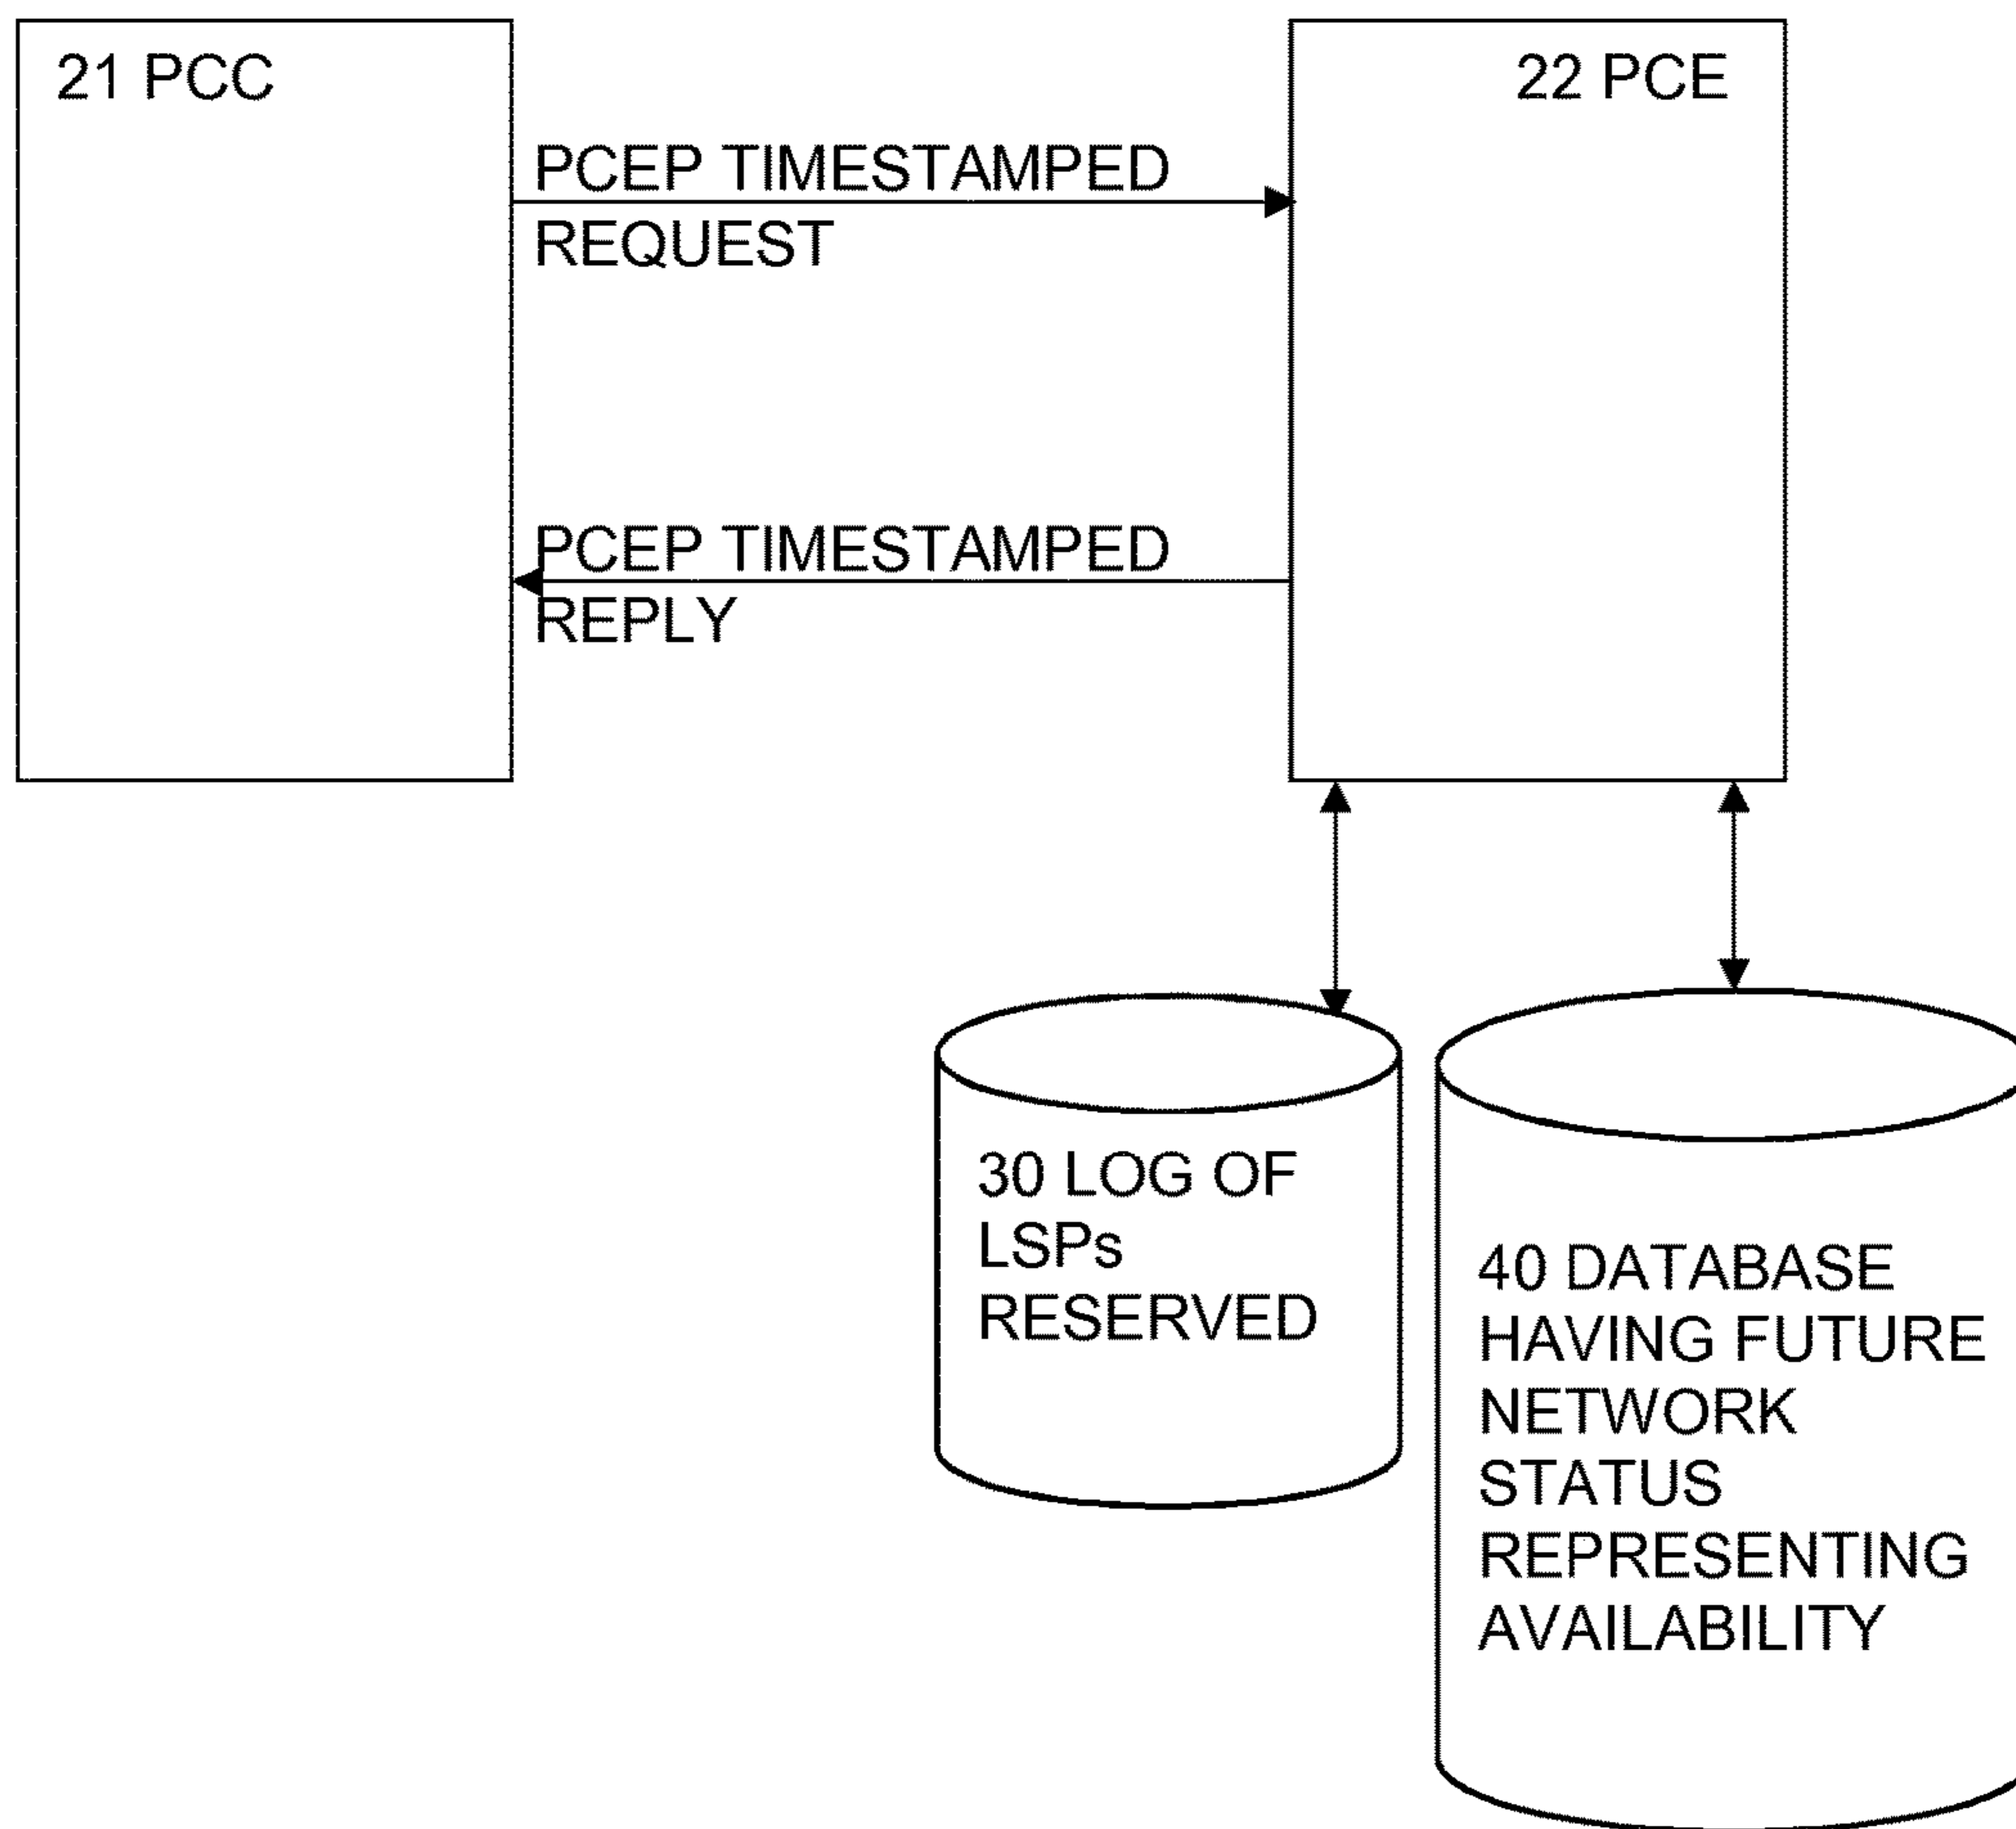 21 PCC
22 PCE
PCEP TIMESTAMPED
REQUEST
PCEP TIMESTAMPED
REPLY
30 LOG OF
LSPs
RESERVED
40 DATABASE
HAVING FUTURE
NETWORK
STATUS
REPRESENTING
AVAILABILITY